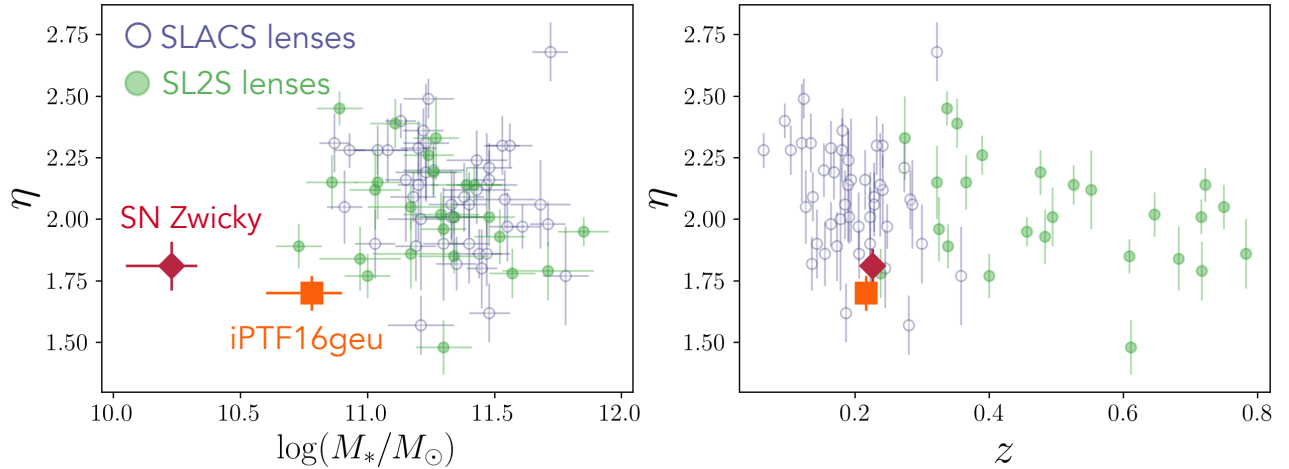 2.75
2.50
2.25
2.00
1.75
1.50
η
SLACS lenses
SL2S lenses
SN Zwicky
iPTF16geu
10.0 10.5 11.0 11.5 12.0
log(M∗/M⊙)
2.75
2.50
2.25
2.00
1.75
1.50
η
0.2 0.4 0.6 0.8
z